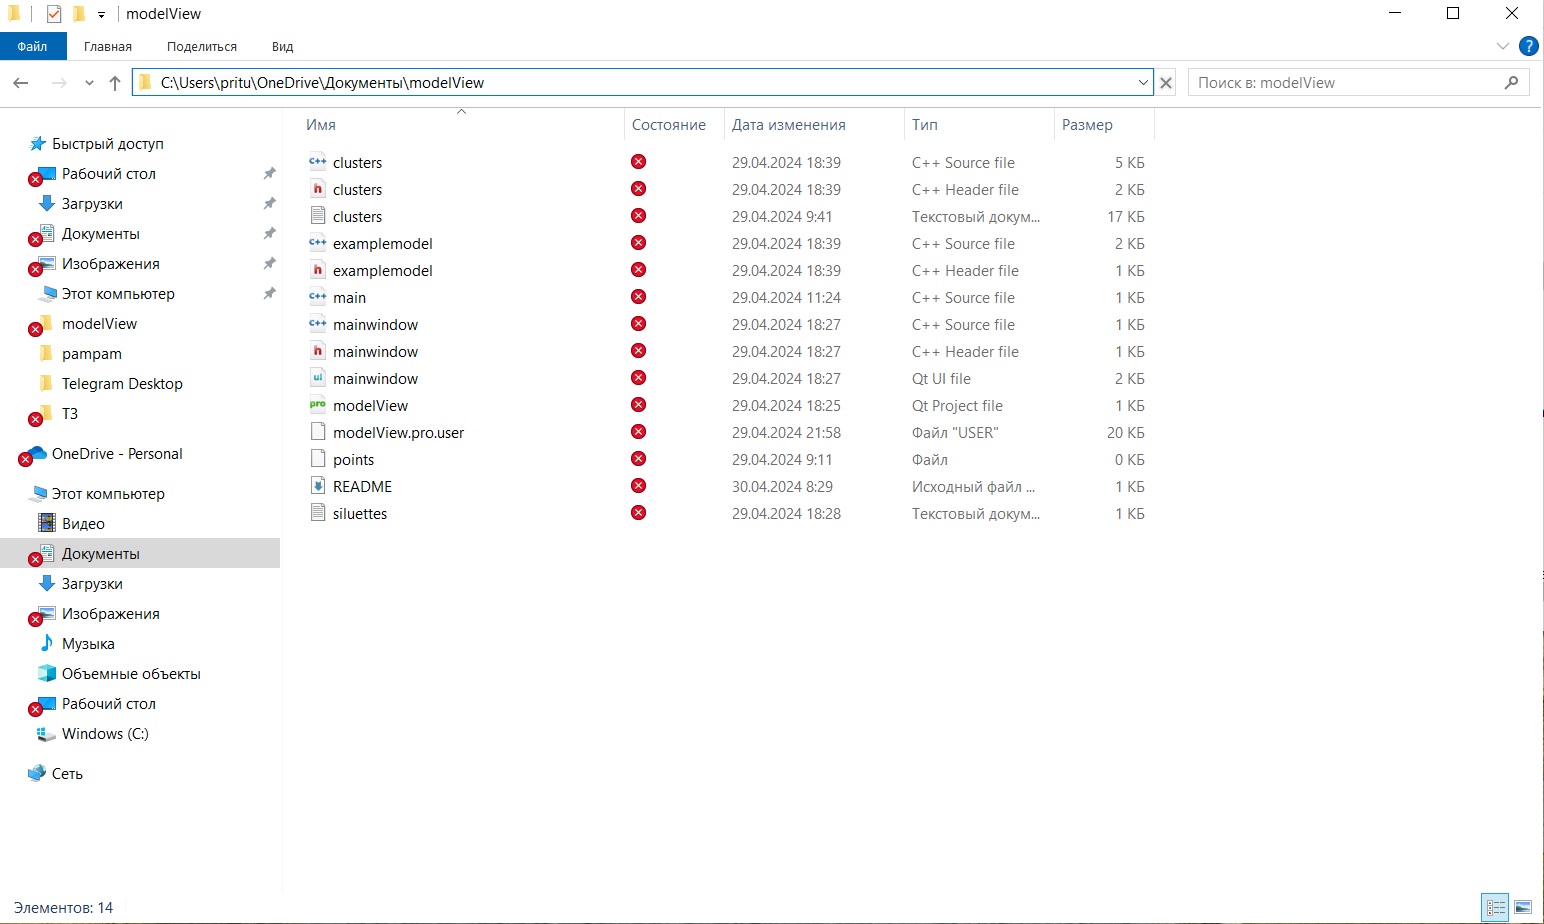 modelView
Файл Главная Поделиться Вид
C:\Users\pritu\OneDrive\Документы\modelView
Поиск в: modelView
Быстрый доступ
Рабочий стол
Загрузки
Документы
Изображения
Этот компьютер
modelView
pampam
Telegram Desktop
ТЗ
OneDrive - Personal
Этот компьютер
Видео
Документы
Загрузки
Изображения
Музыка
Объемные объекты
Рабочий стол
Windows (C:)
Сеть
Имя Состояние Дата изменения Тип Размер
c++ clusters 29.04.2024 18:39 C++ Source file 5 КБ
h clusters 29.04.2024 18:39 C++ Header file 2 КБ
clusters 29.04.2024 9:41 Текстовый докум... 17 КБ
c++ examplemodel 29.04.2024 18:39 C++ Source file 2 КБ
h examplemodel 29.04.2024 18:39 C++ Header file 1 КБ
c++ main 29.04.2024 11:24 C++ Source file 1 КБ
c++ mainwindow 29.04.2024 18:27 C++ Source file 1 КБ
h mainwindow 29.04.2024 18:27 C++ Header file 1 КБ
ui mainwindow 29.04.2024 18:27 Qt UI file 2 КБ
pro modelView 29.04.2024 18:25 Qt Project file 1 КБ
modelView.pro.user 29.04.2024 21:58 Файл "USER" 20 КБ
points 29.04.2024 9:11 Файл 0 КБ
README 30.04.2024 8:29 Исходный файл ... 1 КБ
siluettes 29.04.2024 18:28 Текстовый докум... 1 КБ
Элементов: 14